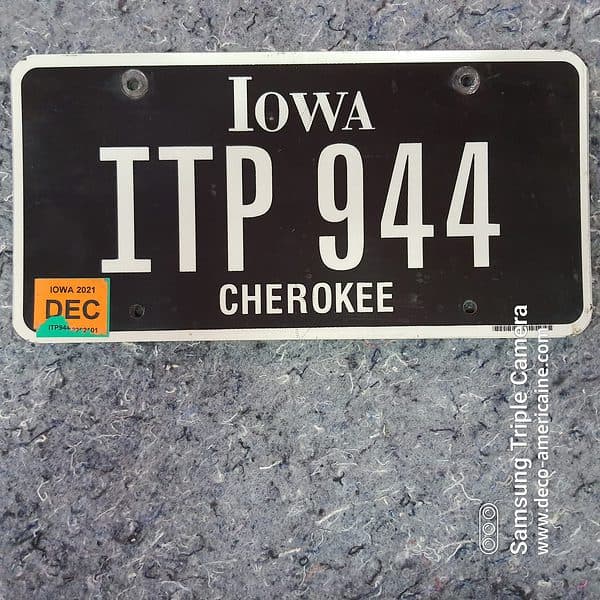 IOWA
ITP 944
CHEROKEE
IOWA 2021
DEC
Samsung Triple Camera
www.deco-americaine.com